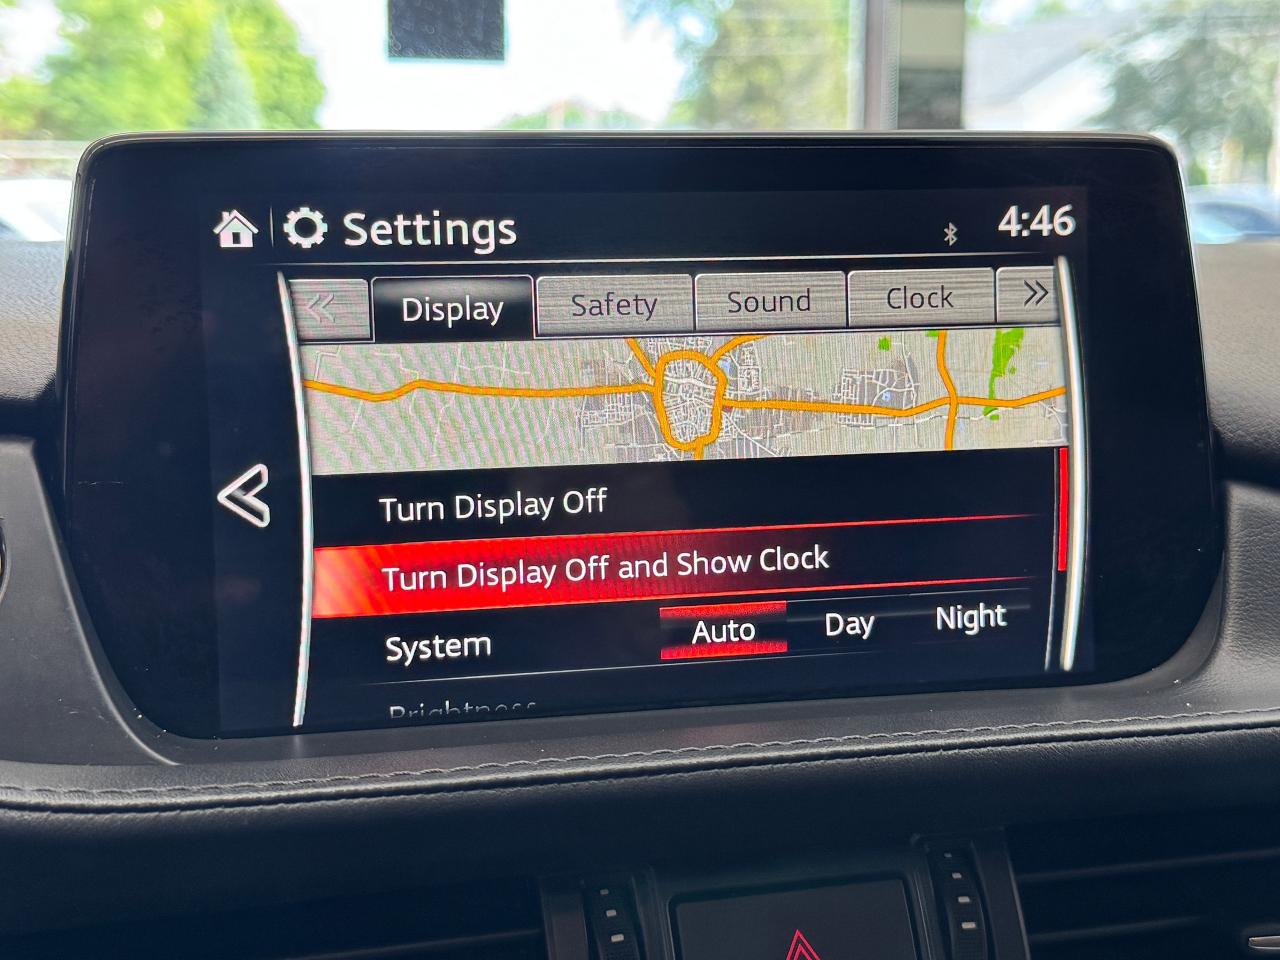 Settings
4:46
Display
Safety
Sound
Clock
Turn Display Off
Turn Display Off and Show Clock
System
Auto
Day
Night
Brightness